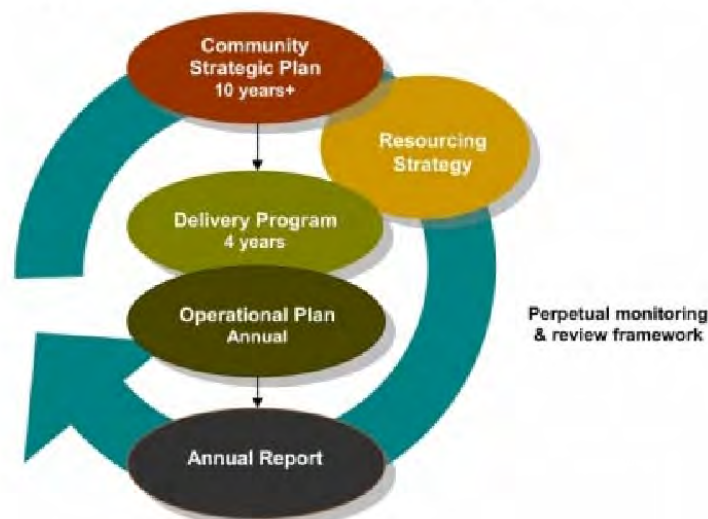 Community
Strategic Plan
10 years+
Resourcing
Strategy
Delivery Program
4 years
Operational Plan
Annual
Perpetual monitoring
& review framework
Annual Report